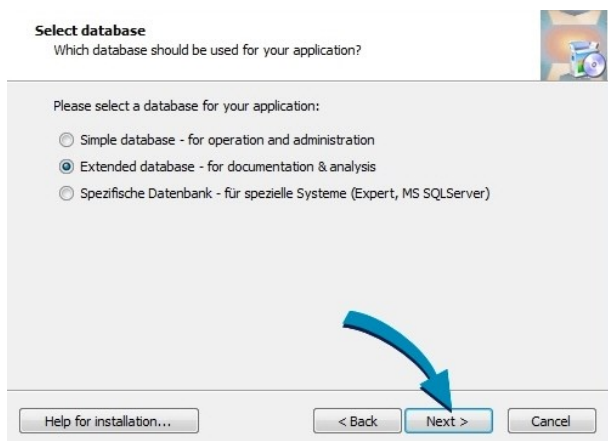 Select database
Which database should be used for your application?
Please select a database for your application:
Simple database - for operation and administration
Extended database - for documentation & analysis
Spezifische Datenbank - für spezielle Systeme (Expert, MS SQLServer)
Help for installation...
< Back
Next >
Cancel